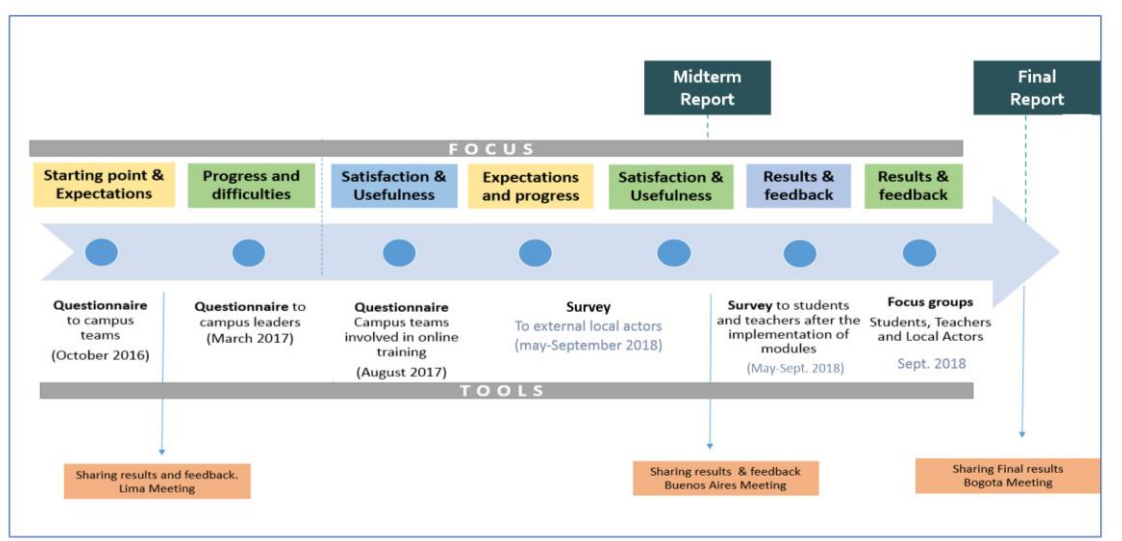 Midterm
Report
Final
Report
FOCUS
Starting point &
Expectations
Progress and
difficulties
Satisfaction &
Usefulness
Expectations
and progress
Satisfaction &
Usefulness
Results &
feedback
Results &
feedback
Questionnaire
to campus
teams
(October 2016)
Questionnaire to
campus leaders
(March 2017)
Questionnaire
Campus teams
involved in online
training
(August 2017)
Survey
To external local actors
(may-September 2018)
Survey to students
and teachers after the
implementation of
modules
(May-Sept. 2018)
Focus groups
Students, Teachers
and Local Actors
Sept. 2018
TOOLS
Sharing results and feedback.
Lima Meeting
Sharing results & feedback
Buenos Aires Meeting
Sharing Final results
Bogota Meeting